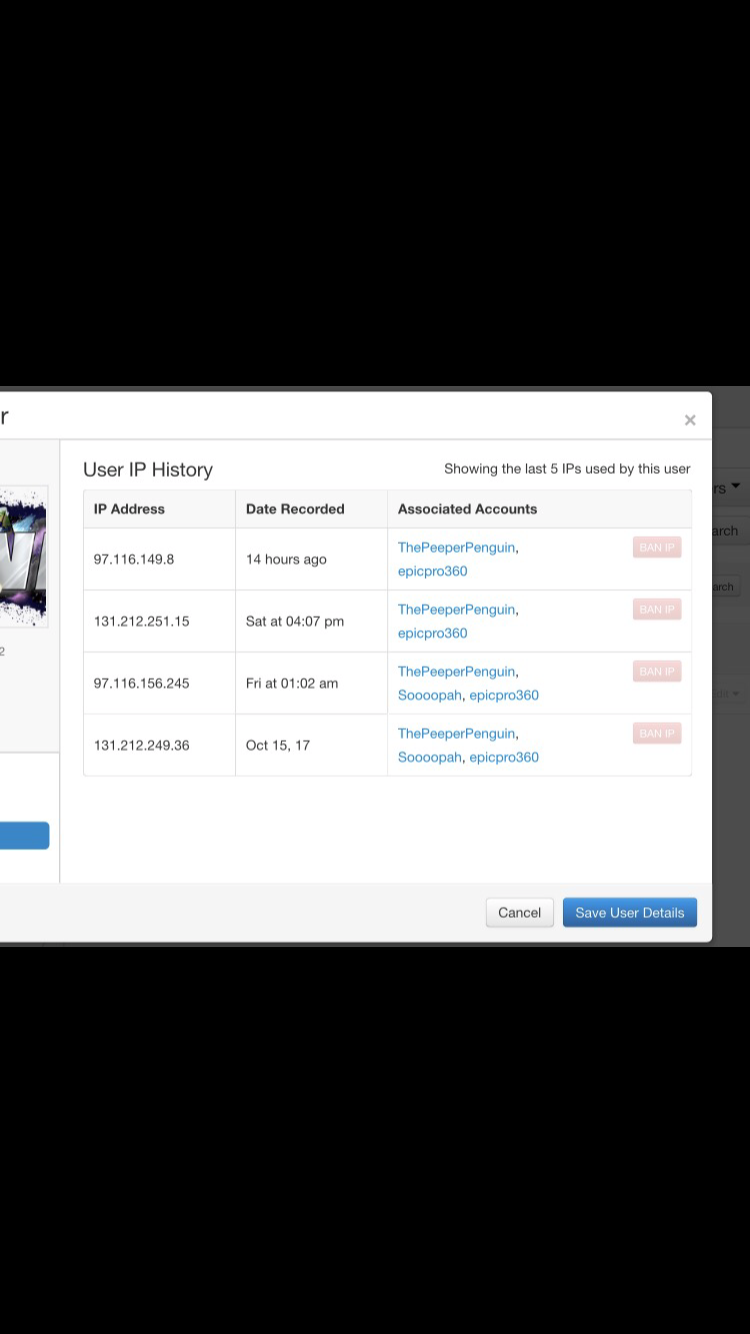 r
×
User IP History
Showing the last 5 IPs used by this user
rs
IP Address
Date Recorded
Associated Accounts
arch
97.116.149.8
14 hours ago
ThePeeperPenguin,
epicpro360
BAN IP
arch
131.212.251.15
Sat at 04:07 pm
ThePeeperPenguin,
epicpro360
BAN IP
2
97.116.156.245
Fri at 01:02 am
ThePeeperPenguin,
Soooopah, epicpro360
BAN IP
Edit
131.212.249.36
Oct 15, 17
ThePeeperPenguin,
Soooopah, epicpro360
BAN IP
Cancel
Save User Details